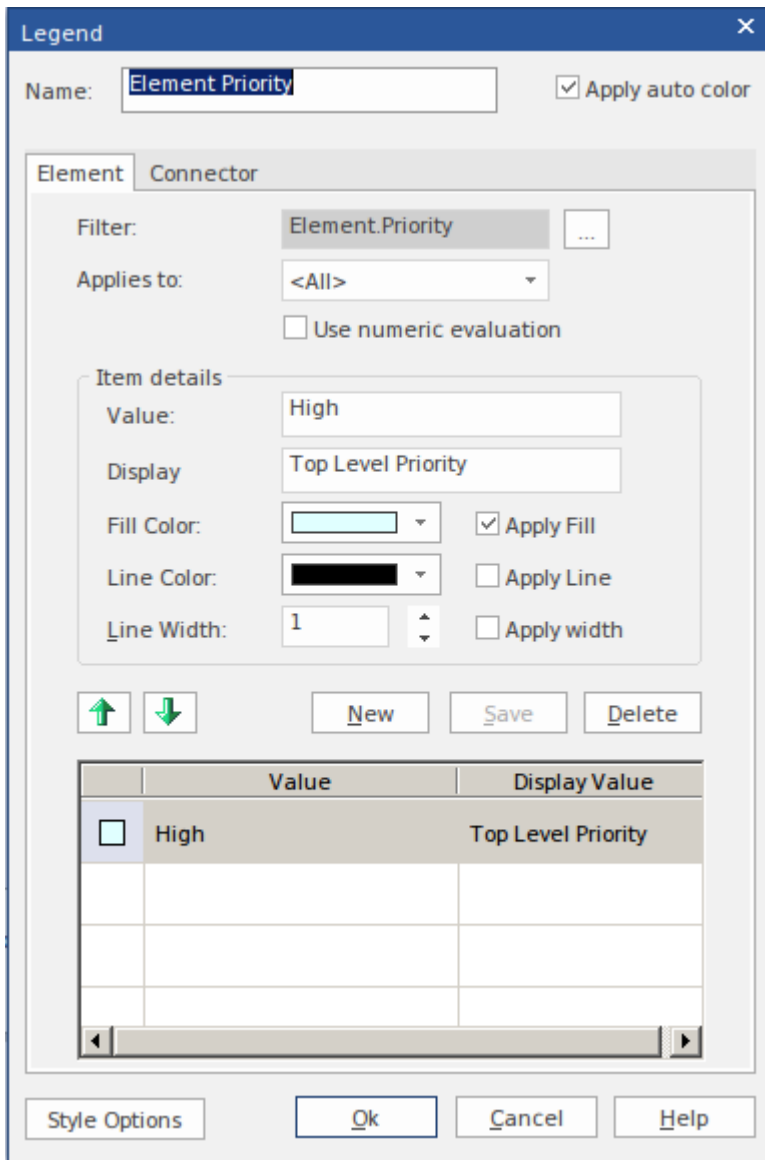 Legend
Name: Element Priority Apply auto color
Element Connector
Filter: Element.Priority ...
Applies to: <All>
Use numeric evaluation
Item details
Value: High
Display Top Level Priority
Fill Color: Apply Fill
Line Color: Apply Line
Line Width: 1 Apply width
New Save Delete
Value Display Value
High Top Level Priority
Style Options Ok Cancel Help